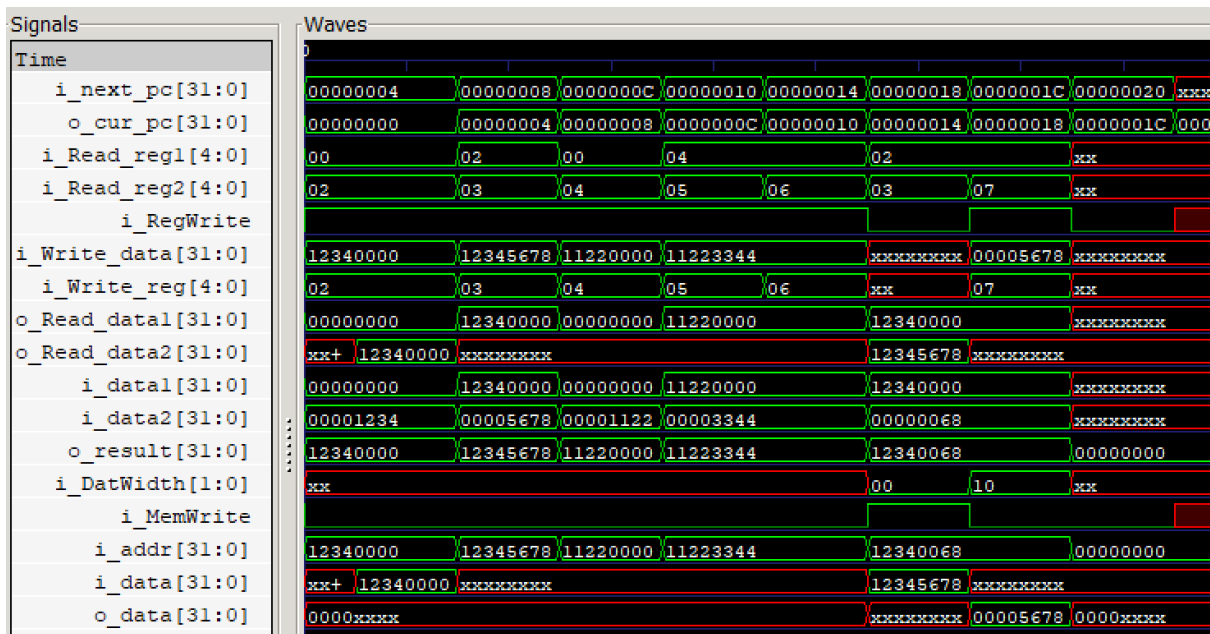 Signals Waves
Time 0
i_next_pc[31:0] 00000004 00000008 0000000C 00000010 00000014 00000018 0000001C 00000020 xxx
o_cur_pc[31:0] 00000000 00000004 00000008 0000000C 00000010 00000014 00000018 0000001C 000
i_Read_reg1[4:0] 00 02 00 04 02 xx
i_Read_reg2[4:0] 02 03 04 05 06 03 07 xx
i_RegWrite
i_Write_data[31:0] 12340000 12345678 11220000 11223344 xxxxxxxx 00005678 xxxxxxxx
i_Write_reg[4:0] 02 03 04 05 06 xx 07 xx
o_Read_data1[31:0] 00000000 12340000 00000000 11220000 12340000 xxxxxxxx
o_Read_data2[31:0] xx+ 12340000 xxxxxxxx 12345678 xxxxxxxx
i_data1[31:0] 00000000 12340000 00000000 11220000 12340000 xxxxxxxx
i_data2[31:0] 00001234 00005678 00001122 00003344 00000068 xxxxxxxx
o_result[31:0] 12340000 12345678 11220000 11223344 12340068 00000000
i_DatWidth[1:0] xx 00 10 xx
i_MemWrite
i_addr[31:0] 12340000 12345678 11220000 11223344 12340068 00000000
i_data[31:0] xx+ 12340000 xxxxxxxx 12345678 xxxxxxxx
o_data[31:0] 0000xxxx xxxxxxxx 00005678 0000xxxx